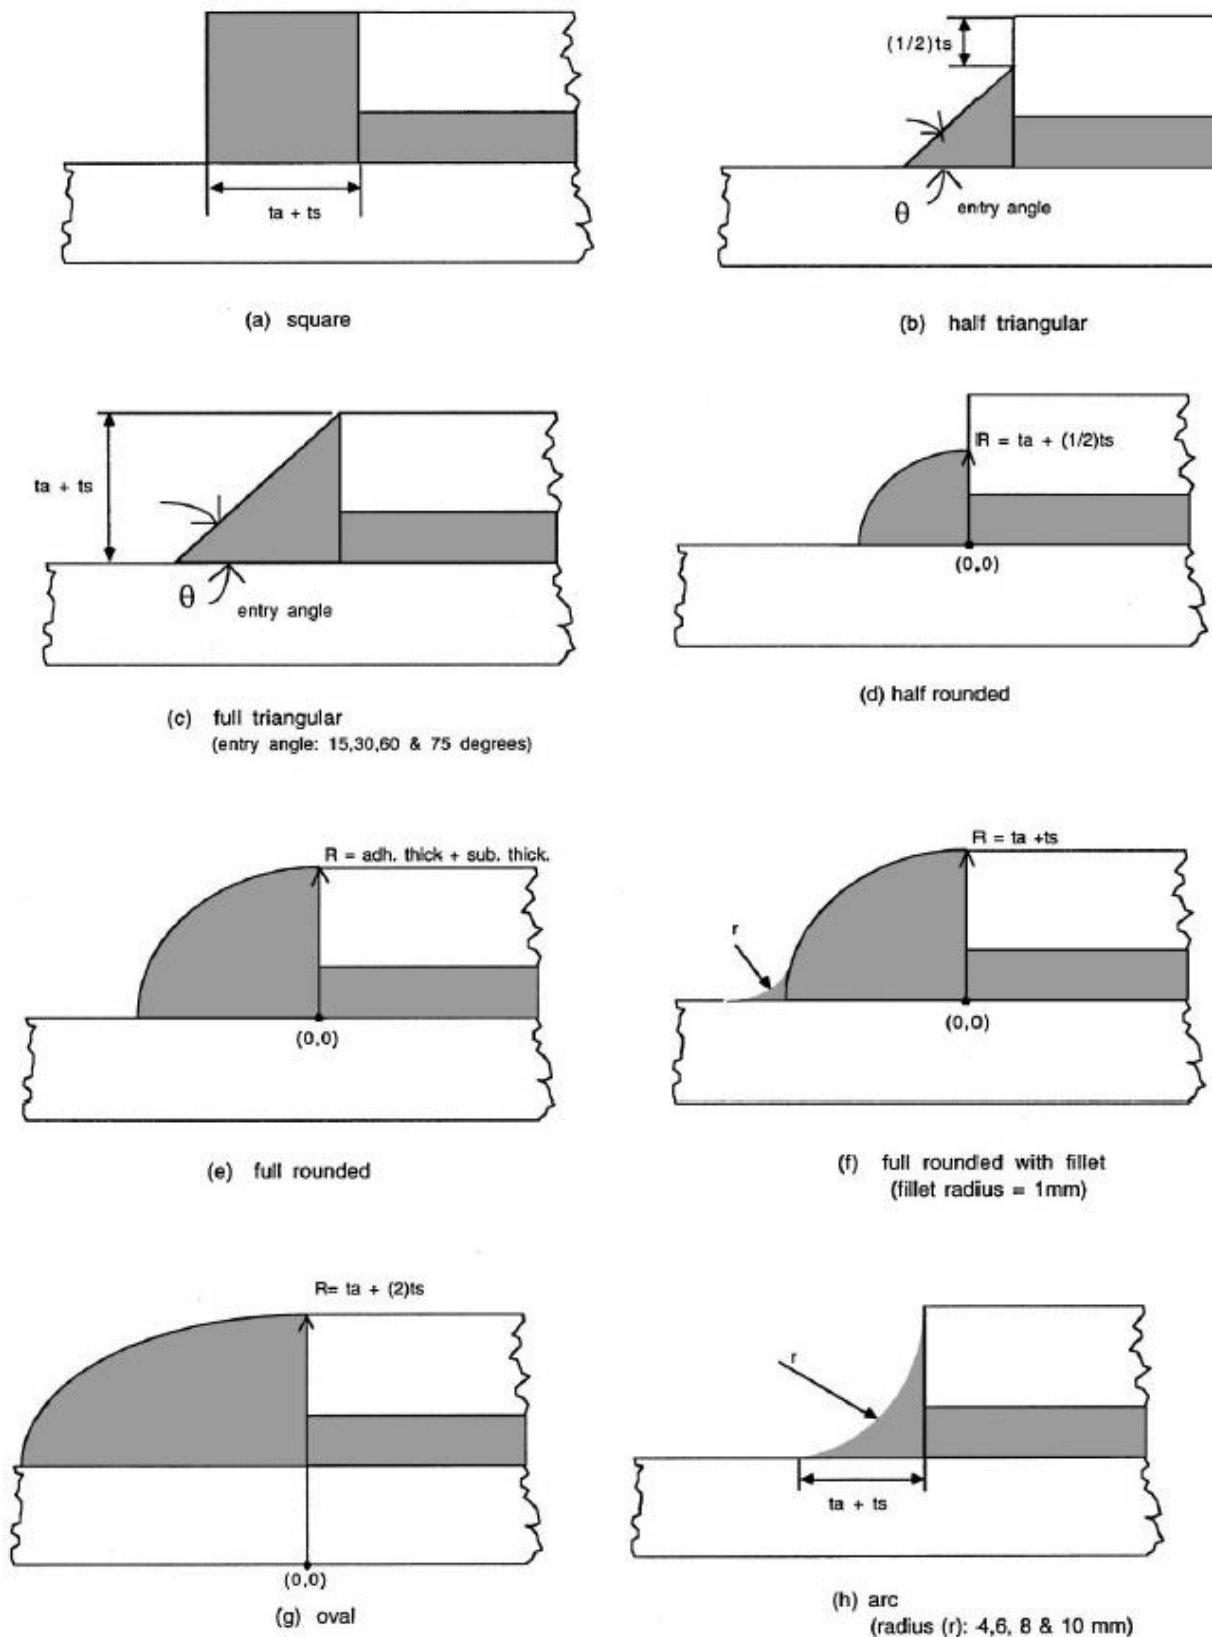 (1/2)ts
ta + ts
θ entry angle
(a) square
(b) half triangular
ta + ts
θ entry angle
R = ta + (1/2)ts
(0,0)
(c) full triangular
(entry angle: 15,30,60 & 75 degrees)
(d) half rounded
R = adh. thick + sub. thick.
(0,0)
R = ta +ts
r
(0,0)
(e) full rounded
(f) full rounded with fillet
(fillet radius = 1mm)
R= ta + (2)ts
(0,0)
(g) oval
r
ta + ts
(h) arc
(radius (r): 4,6, 8 & 10 mm)